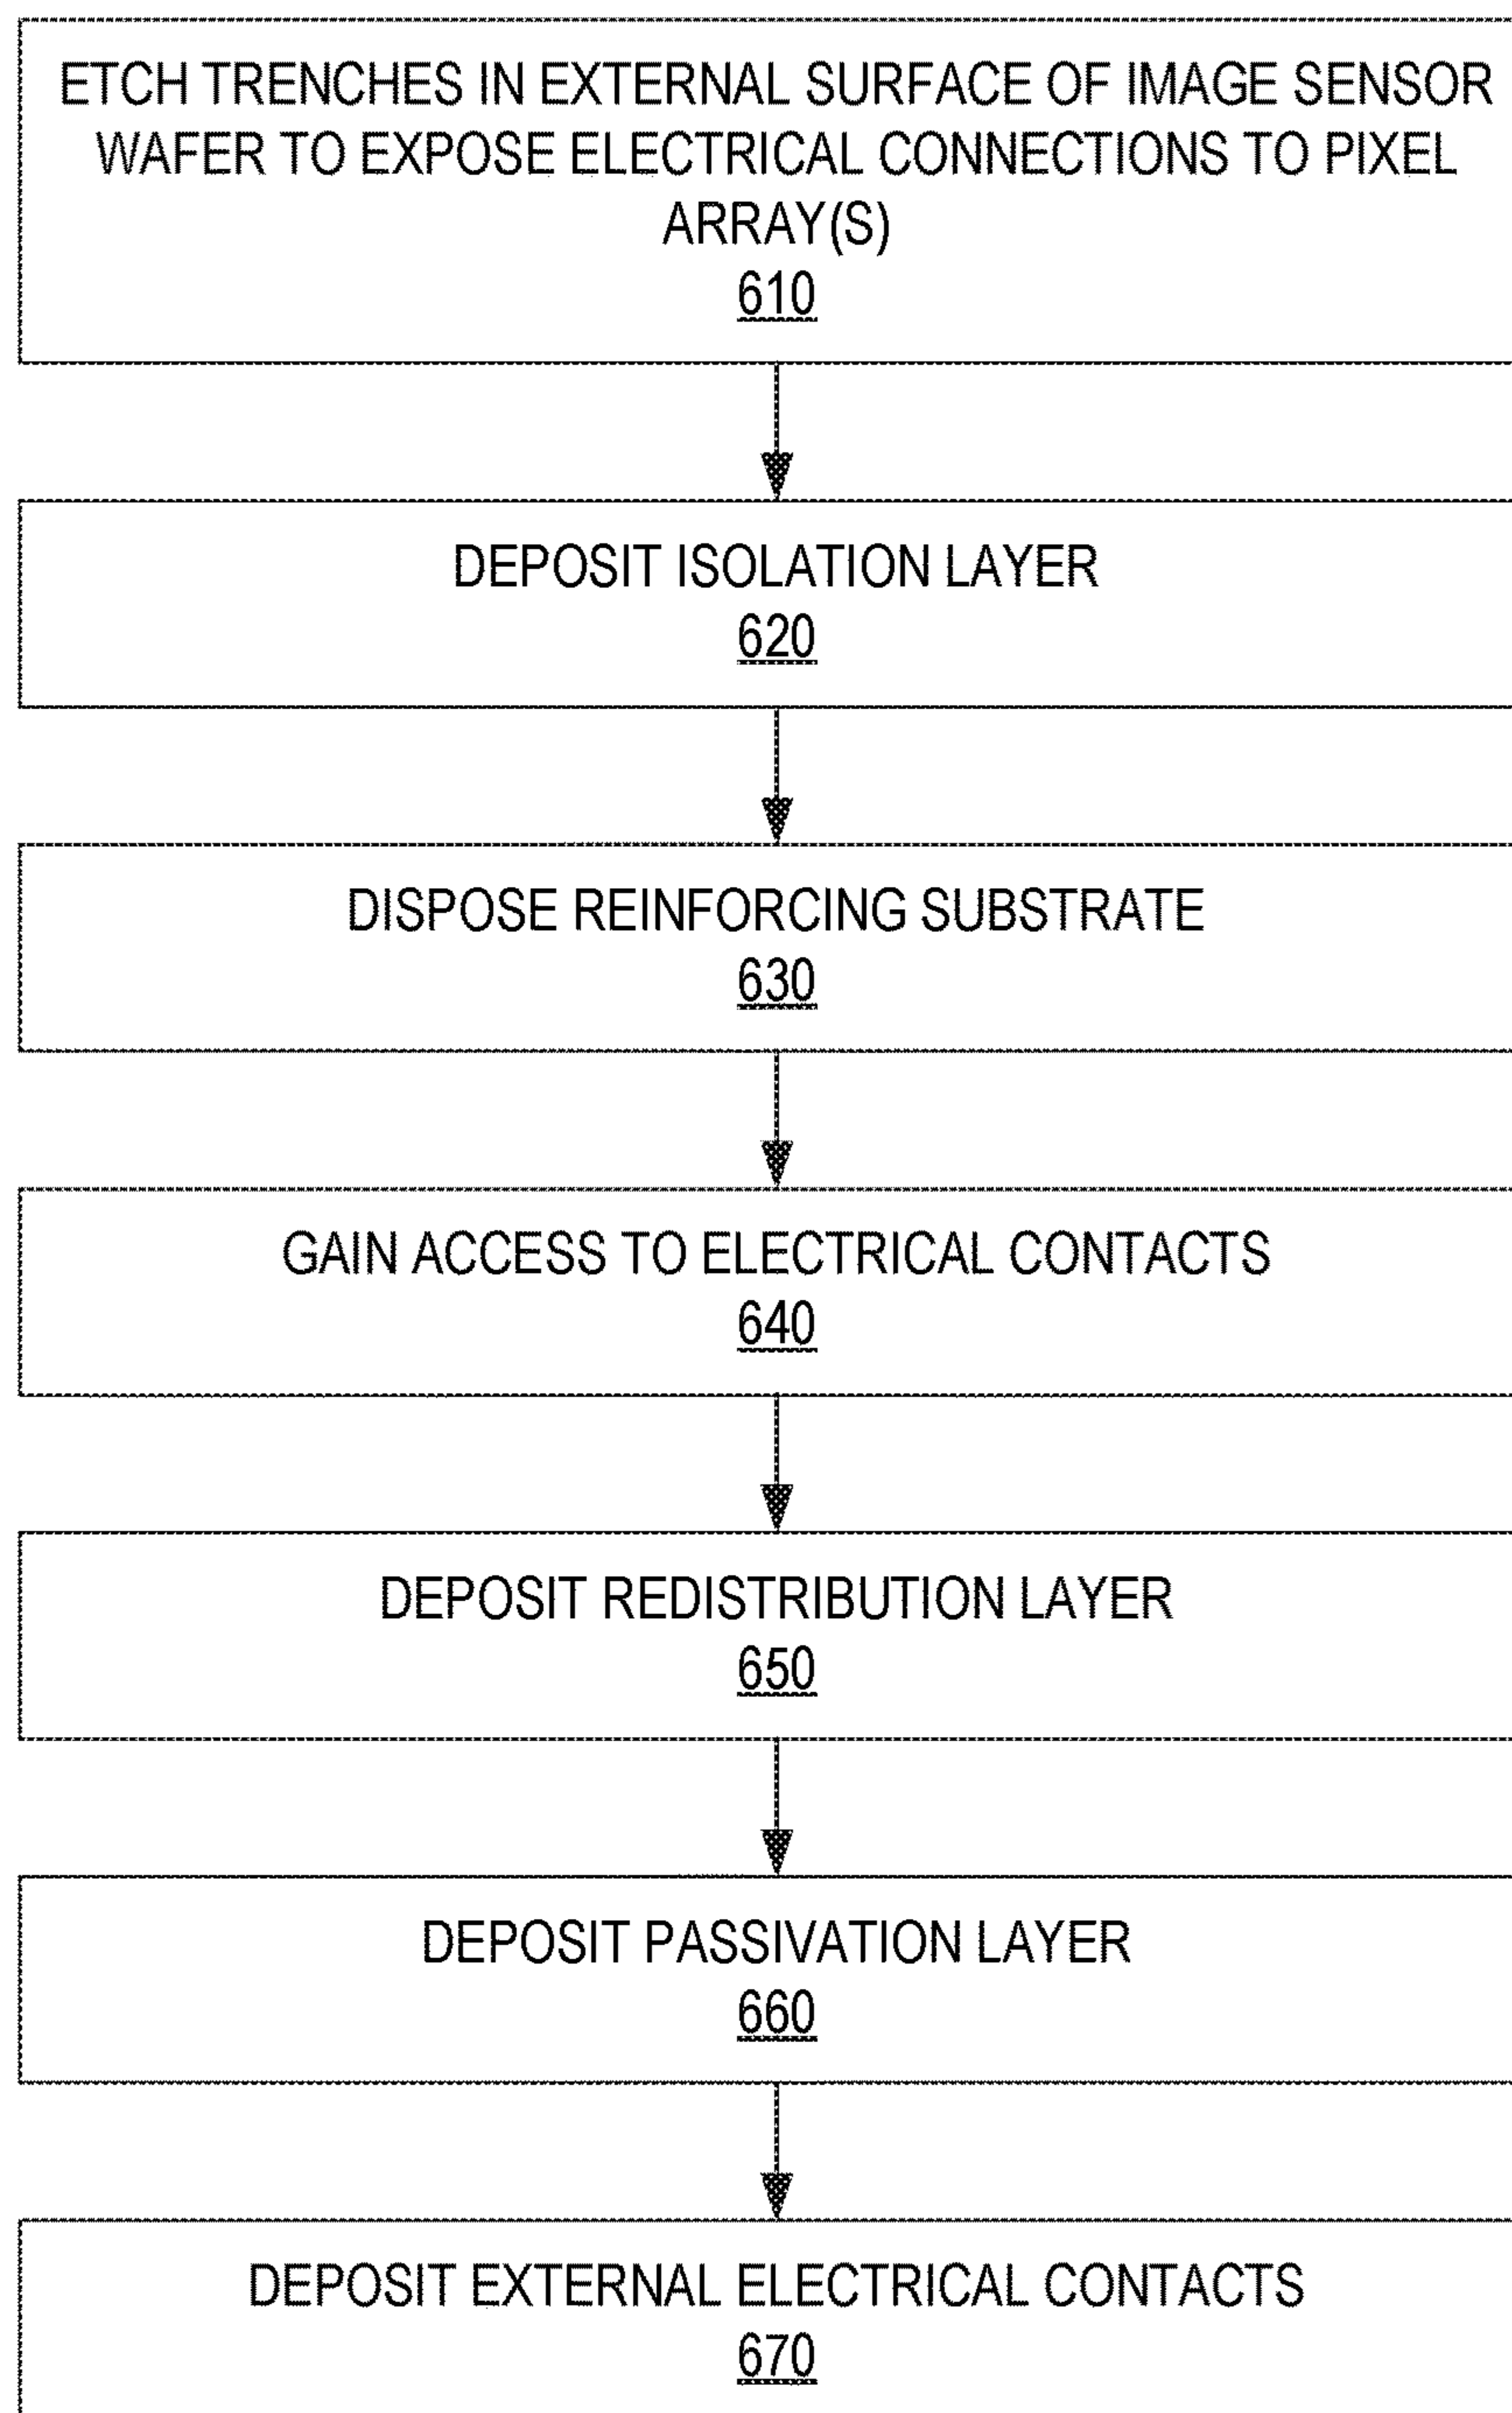 ETCH TRENCHES IN EXTERNAL SURFACE OF IMAGE SENSOR
WAFER TO EXPOSE ELECTRICAL CONNECTIONS TO PIXEL
ARRAY(S)
610
DEPOSIT ISOLATION LAYER
620
DISPOSE REINFORCING SUBSTRATE
630
GAIN ACCESS TO ELECTRICAL CONTACTS
640
DEPOSIT REDISTRIBUTION LAYER
650
DEPOSIT PASSIVATION LAYER
660
DEPOSIT EXTERNAL ELECTRICAL CONTACTS
670